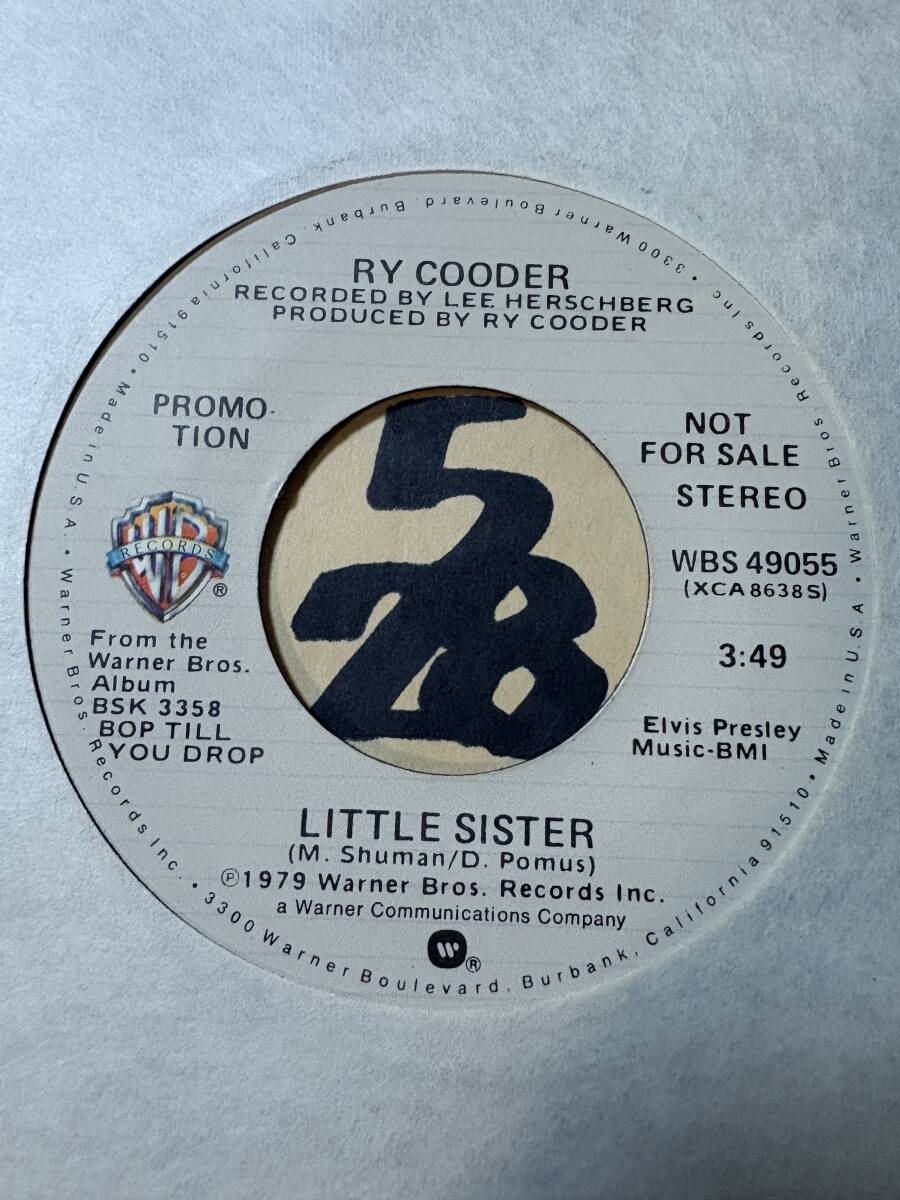 RY COODER
RECORDED BY LEE HERSCHBERG
PRODUCED BY RY COODER
PROMO-
TION
NOT
FOR SALE
STEREO
WBS 49055
(XCA8638S)
3:49
Elvis Presley
Music-BMI
WB
RECORDS
®
From the
Warner Bros.
Album
BSK 3358
BOP TILL
YOU DROP
5
28
LITTLE SISTER
(M. Shuman/D. Pomus)
℗1979 Warner Bros. Records Inc.
a Warner Communications Company
W®
Warner Bros. Records Inc. • 3300 Warner Boulevard, Burbank, California 91510 • Made in U.S.A. •
Warner Bros. Records Inc. • 3300 Warner Boulevard, Burbank, California 91510 • Made in U.S.A. •